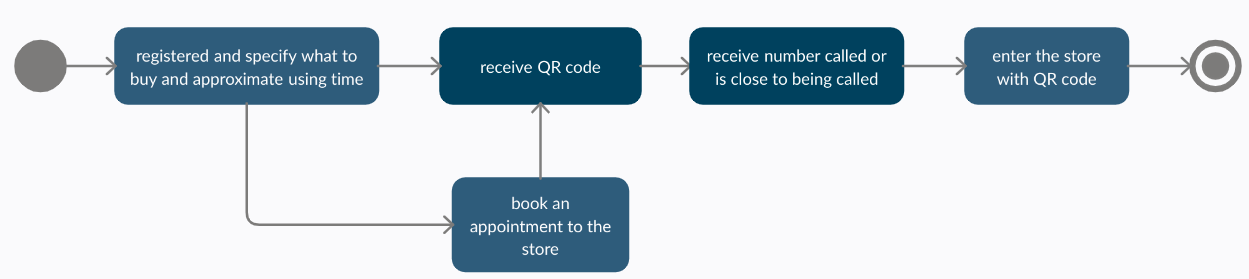 registered and specify what to
buy and approximate using time
receive QR code
receive number called or
is close to being called
enter the store
with QR code
book an
appointment to the
store